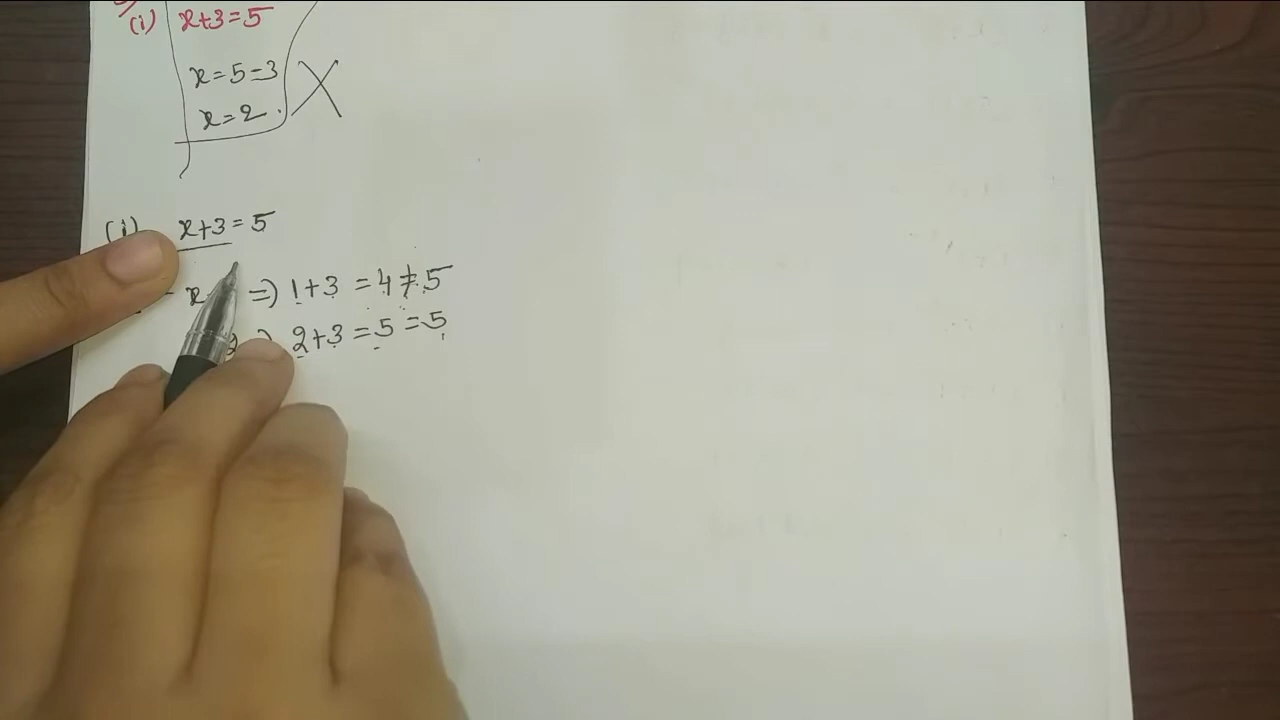 (i) x+3=5
x=5-3
x=2.
(i) x+3=5
x => 1+3 = 4 ≠ 5
2+3 = 5 = 5